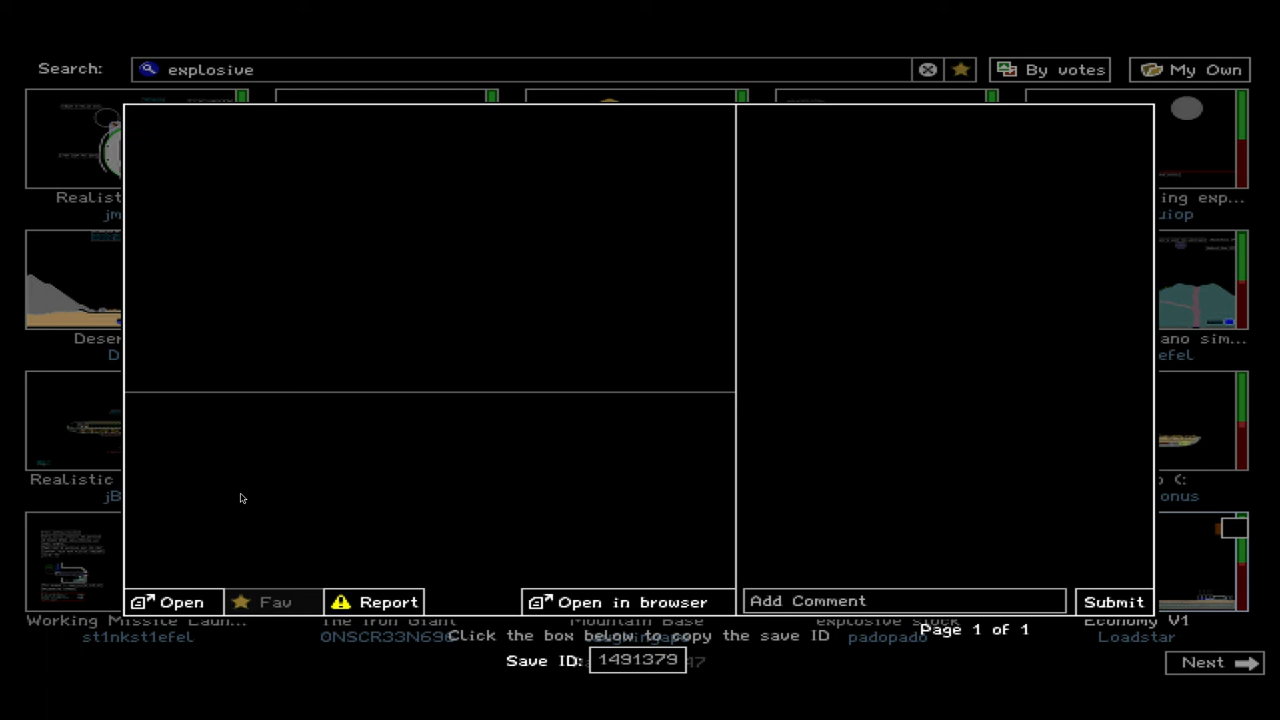 Search: explosive By votes My Own
Realist
jm
ing exp...
uiop
Deser
D
ano sim...
efel
Realistic
jB
p (:
onus
Open Fav Report Open in browser Add Comment Submit
Working Missile Laun... The Iron Giant Mountain Base explosive stock Economy V1
st1nkst1efel 0NSCR33N696 padopado Loadstar
Click the box below to copy the save ID
Page 1 of 1
Save ID: 1491379
Next